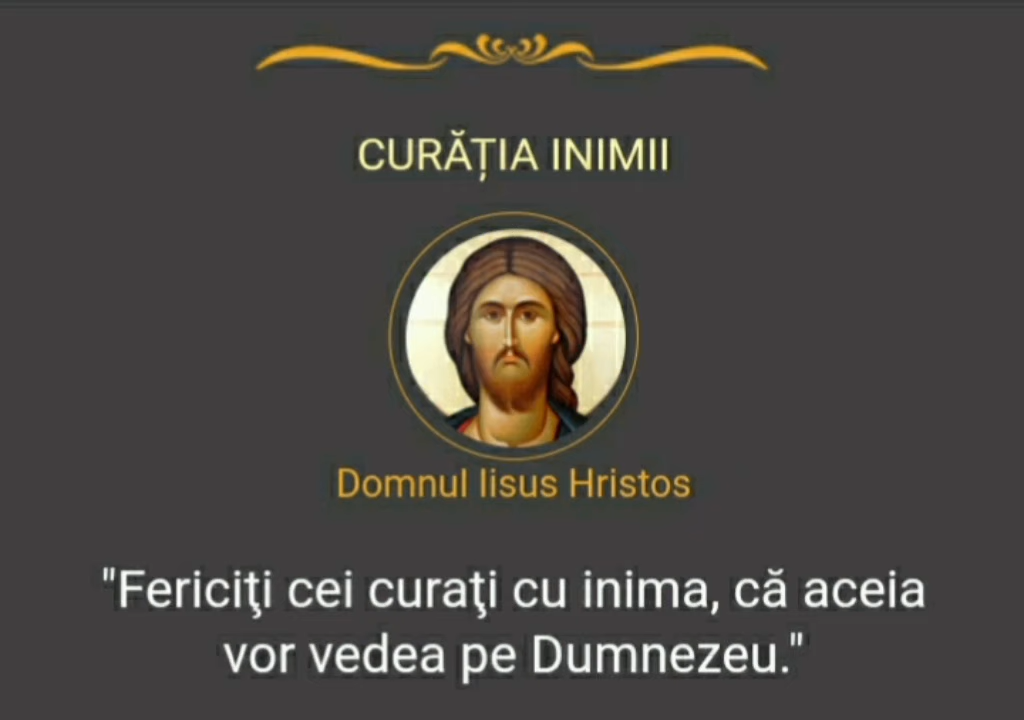 CURĂȚIA INIMII
Domnul Iisus Hristos
"Fericiţi cei curaţi cu inima, că aceia
vor vedea pe Dumnezeu."